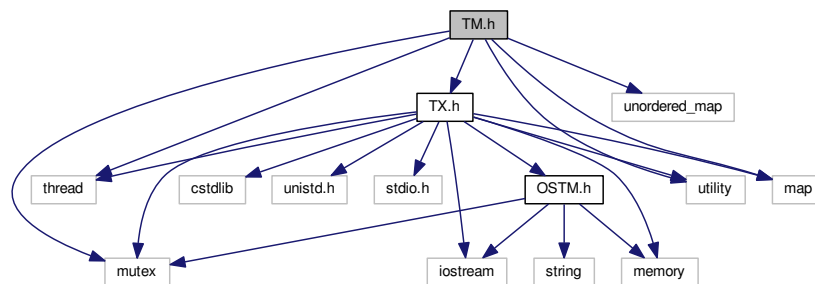 TM.h
TX.h
unordered_map
thread
cstdlib
unistd.h
stdio.h
OSTM.h
utility
map
mutex
iostream
string
memory